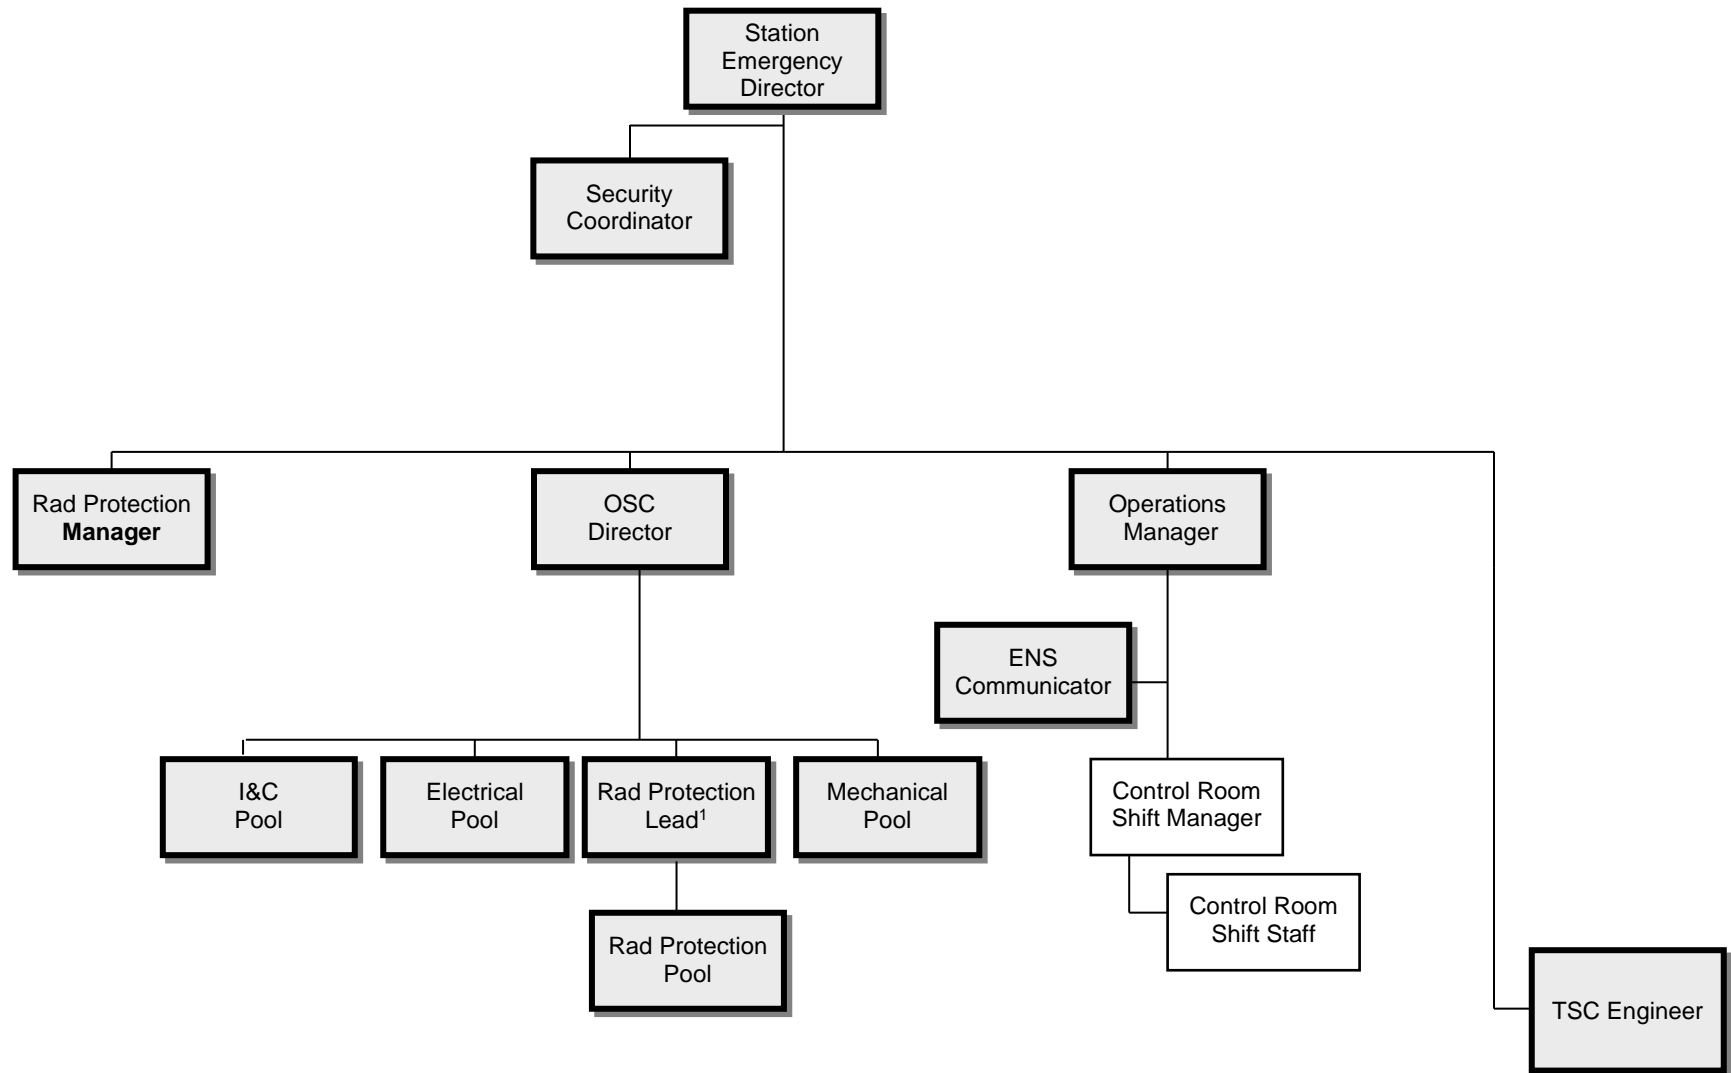 Station
Emergency
Director
Security
Coordinator
Rad Protection
Manager
OSC
Director
Operations
Manager
ENS
Communicator
I&C
Pool
Electrical
Pool
Rad Protection
Lead¹
Mechanical
Pool
Control Room
Shift Manager
Control Room
Shift Staff
Rad Protection
Pool
TSC Engineer